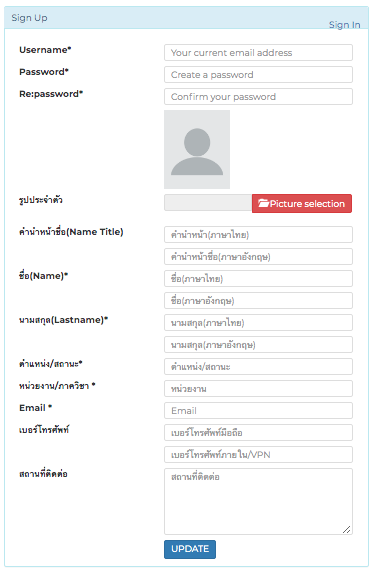 Sign Up
Sign In
Username* Your current email address
Password* Create a password
Re:password* Confirm your password
รูปประจำตัว Picture selection
คำนำหน้าชื่อ(Name Title) คำนำหน้า(ภาษาไทย)
คำนำหน้าชื่อ(ภาษาอังกฤษ)
ชื่อ(Name)* ชื่อ(ภาษาไทย)
ชื่อ(ภาษาอังกฤษ)
นามสกุล(Lastname)* นามสกุล(ภาษาไทย)
นามสกุล(ภาษาอังกฤษ)
ตำแหน่ง/สถานะ* ตำแหน่ง/สถานะ
หน่วยงาน/ภาควิชา * หน่วยงาน
Email * Email
เบอร์โทรศัพท์ เบอร์โทรศัพท์มือถือ
เบอร์โทรศัพท์ภายใน/VPN
สถานที่ติดต่อ สถานที่ติดต่อ
UPDATE